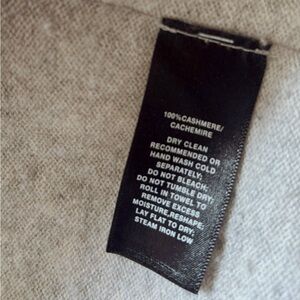 100%CASHMERE/
CACHEMIRE
DRY CLEAN
RECOMMENDED OR
HAND WASH COLD
SEPARATELY;
DO NOT BLEACH;
DO NOT TUMBLE DRY;
ROLL IN TOWEL TO
REMOVE EXCESS
MOISTURE,RESHAPE;
LAY FLAT TO DRY;
STEAM IRON LOW